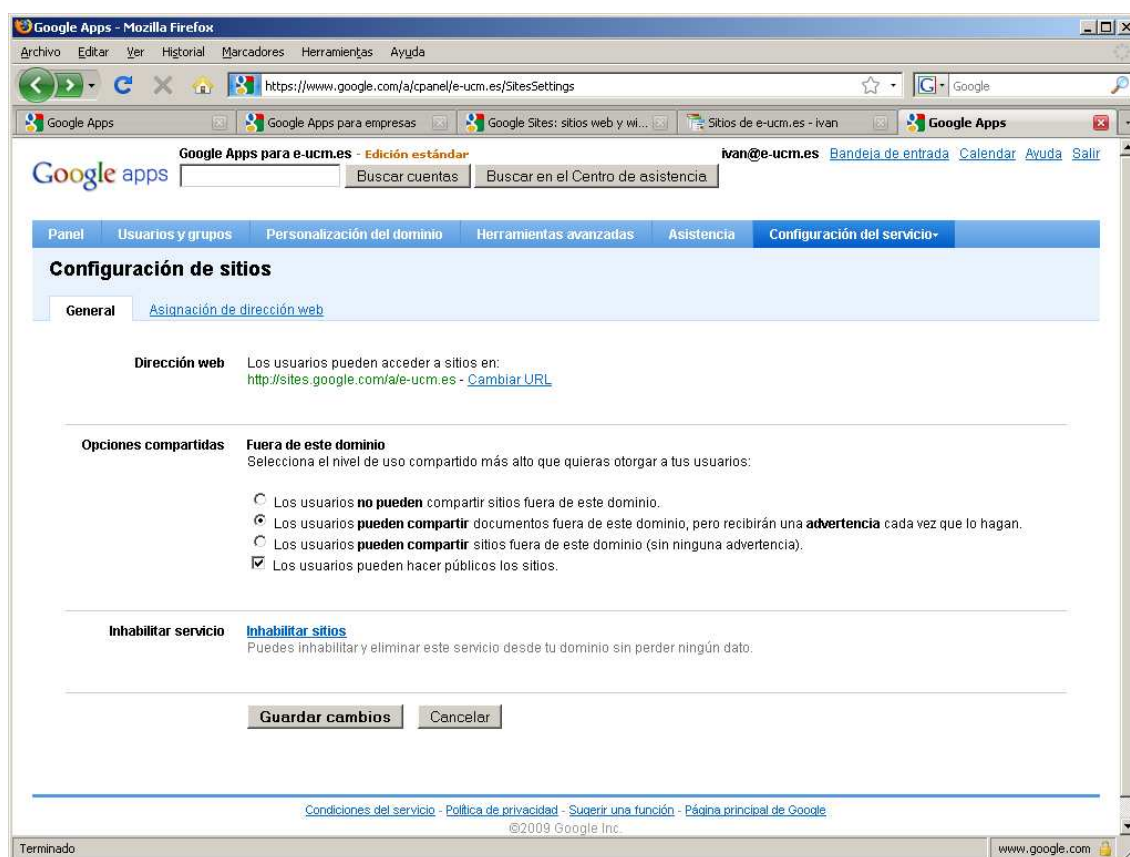 Google Apps - Mozilla Firefox
Archivo Editar Ver Historial Marcadores Herramientas Ayuda
https://www.google.com/a/cpanel/e-ucm.es/SitesSettings G Google
Google Apps Google Apps para empresas Google Sites: sitios web y wi... Sitios de e-ucm.es - ivan Google Apps
Google Apps para e-ucm.es - Edición estándar ivan@e-ucm.es Bandeja de entrada Calendar Ayuda Salir
Google apps Buscar cuentas Buscar en el Centro de asistencia
Panel Usuarios y grupos Personalización del dominio Herramientas avanzadas Asistencia Configuración del servicio
Configuración de sitios
General Asignación de dirección web
Dirección web Los usuarios pueden acceder a sitios en:
http://sites.google.com/a/e-ucm.es - Cambiar URL
Opciones compartidas Fuera de este dominio
Selecciona el nivel de uso compartido más alto que quieras otorgar a tus usuarios:
Los usuarios no pueden compartir sitios fuera de este dominio.
Los usuarios pueden compartir documentos fuera de este dominio, pero recibirán una advertencia cada vez que lo hagan.
Los usuarios pueden compartir sitios fuera de este dominio (sin ninguna advertencia).
Los usuarios pueden hacer públicos los sitios.
Inhabilitar servicio Inhabilitar sitios
Puedes inhabilitar y eliminar este servicio desde tu dominio sin perder ningún dato.
Guardar cambios Cancelar
Condiciones del servicio - Política de privacidad - Sugerir una función - Página principal de Google
©2009 Google Inc.
Terminado www.google.com